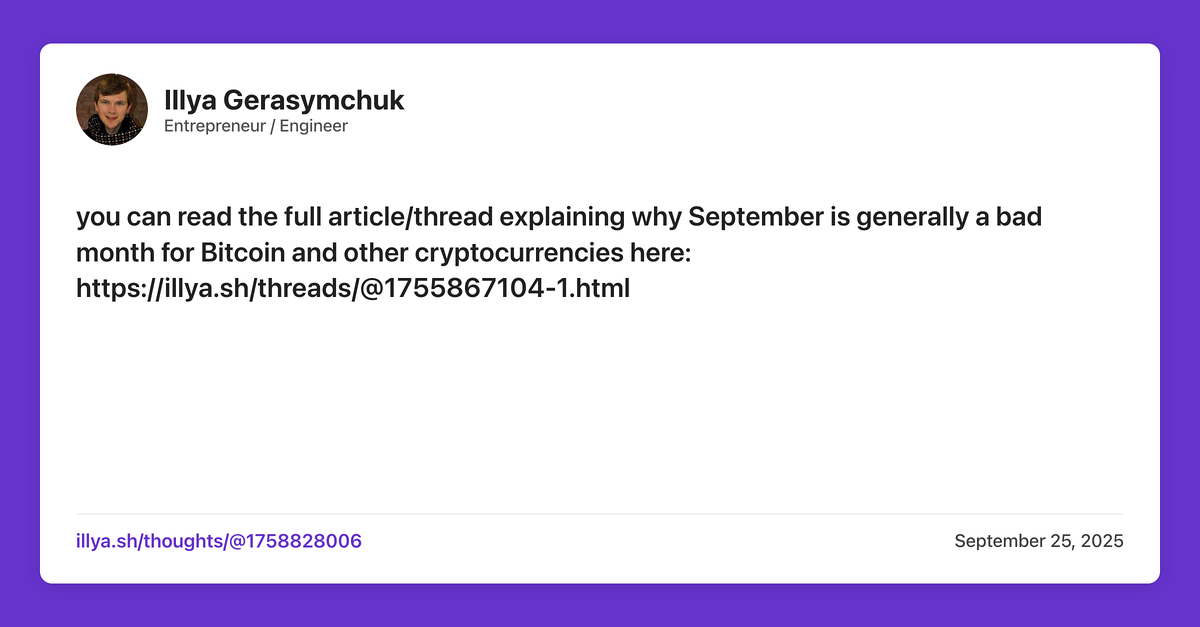 Illya Gerasymchuk
Entrepreneur / Engineer
you can read the full article/thread explaining why September is generally a bad
month for Bitcoin and other cryptocurrencies here:
https://illya.sh/threads/@1755867104-1.html
illya.sh/thoughts/@1758828006
September 25, 2025